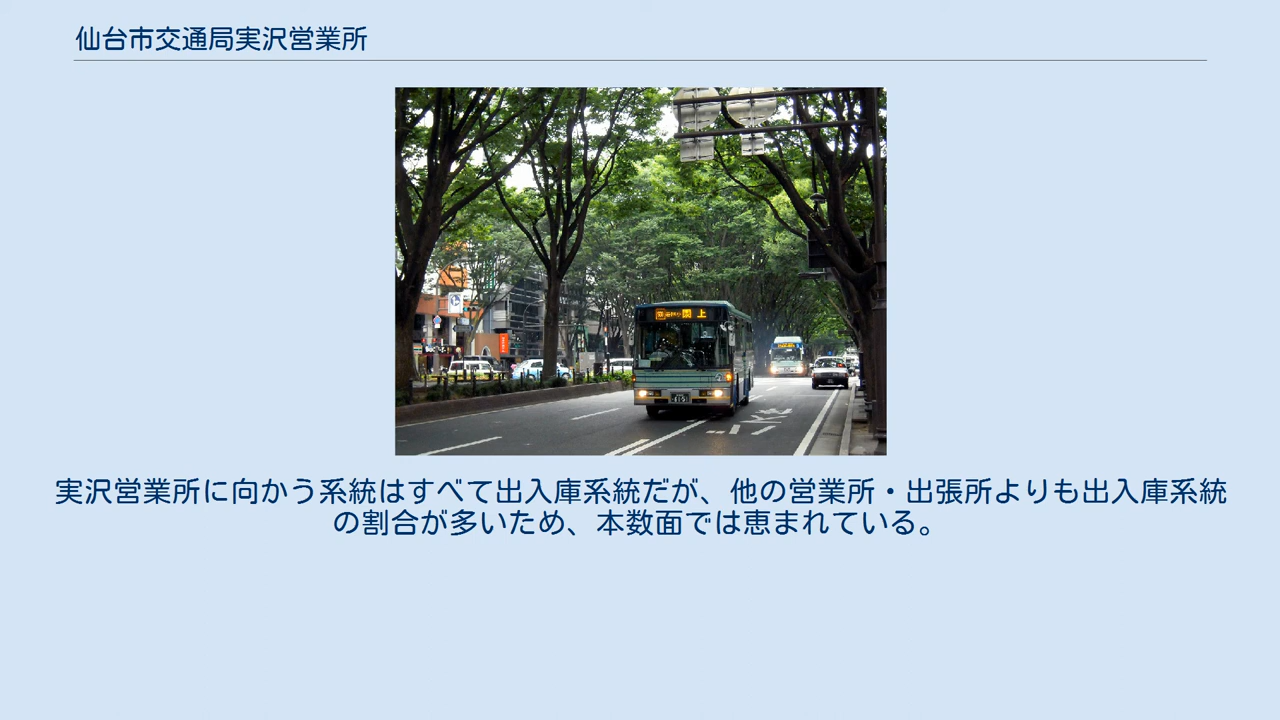 仙台市交通局実沢営業所
閖上
実沢営業所に向かう系統はすべて出入庫系統だが、他の営業所・出張所よりも出入庫系統
の割合が多いため、本数面では恵まれている。